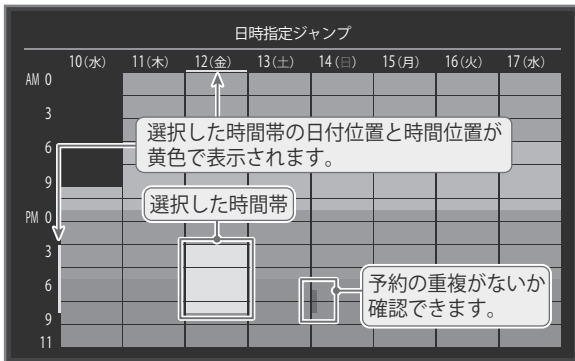 日時指定ジャンプ
10(水) 11(木) 12(金) 13(土) 14(日) 15(月) 16(火) 17(水)
AM 0
3
選択した時間帯の日付位置と時間位置が
6
黄色で表示されます。
9
選択した時間帯
PM 0
3
6
予約の重複がないか
確認できます。
9
11